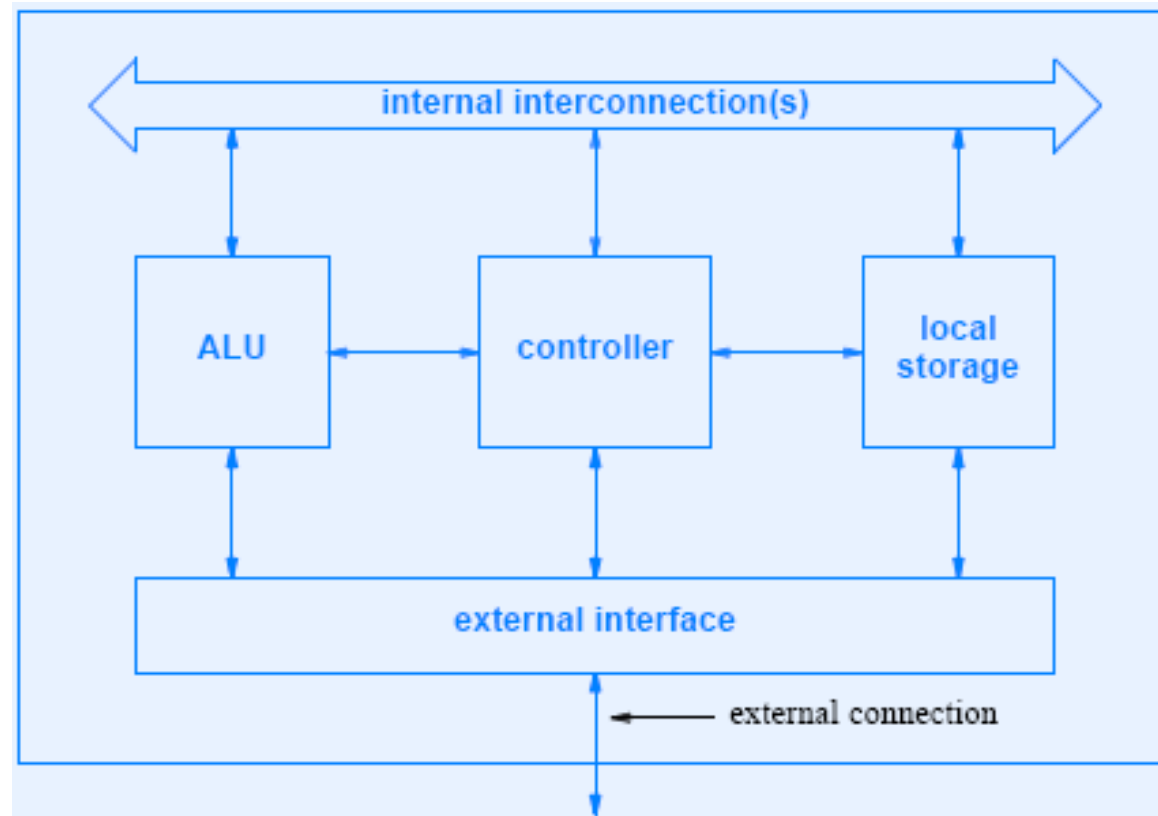 internal interconnection(s)
ALU
controller
local
storage
external interface
external connection